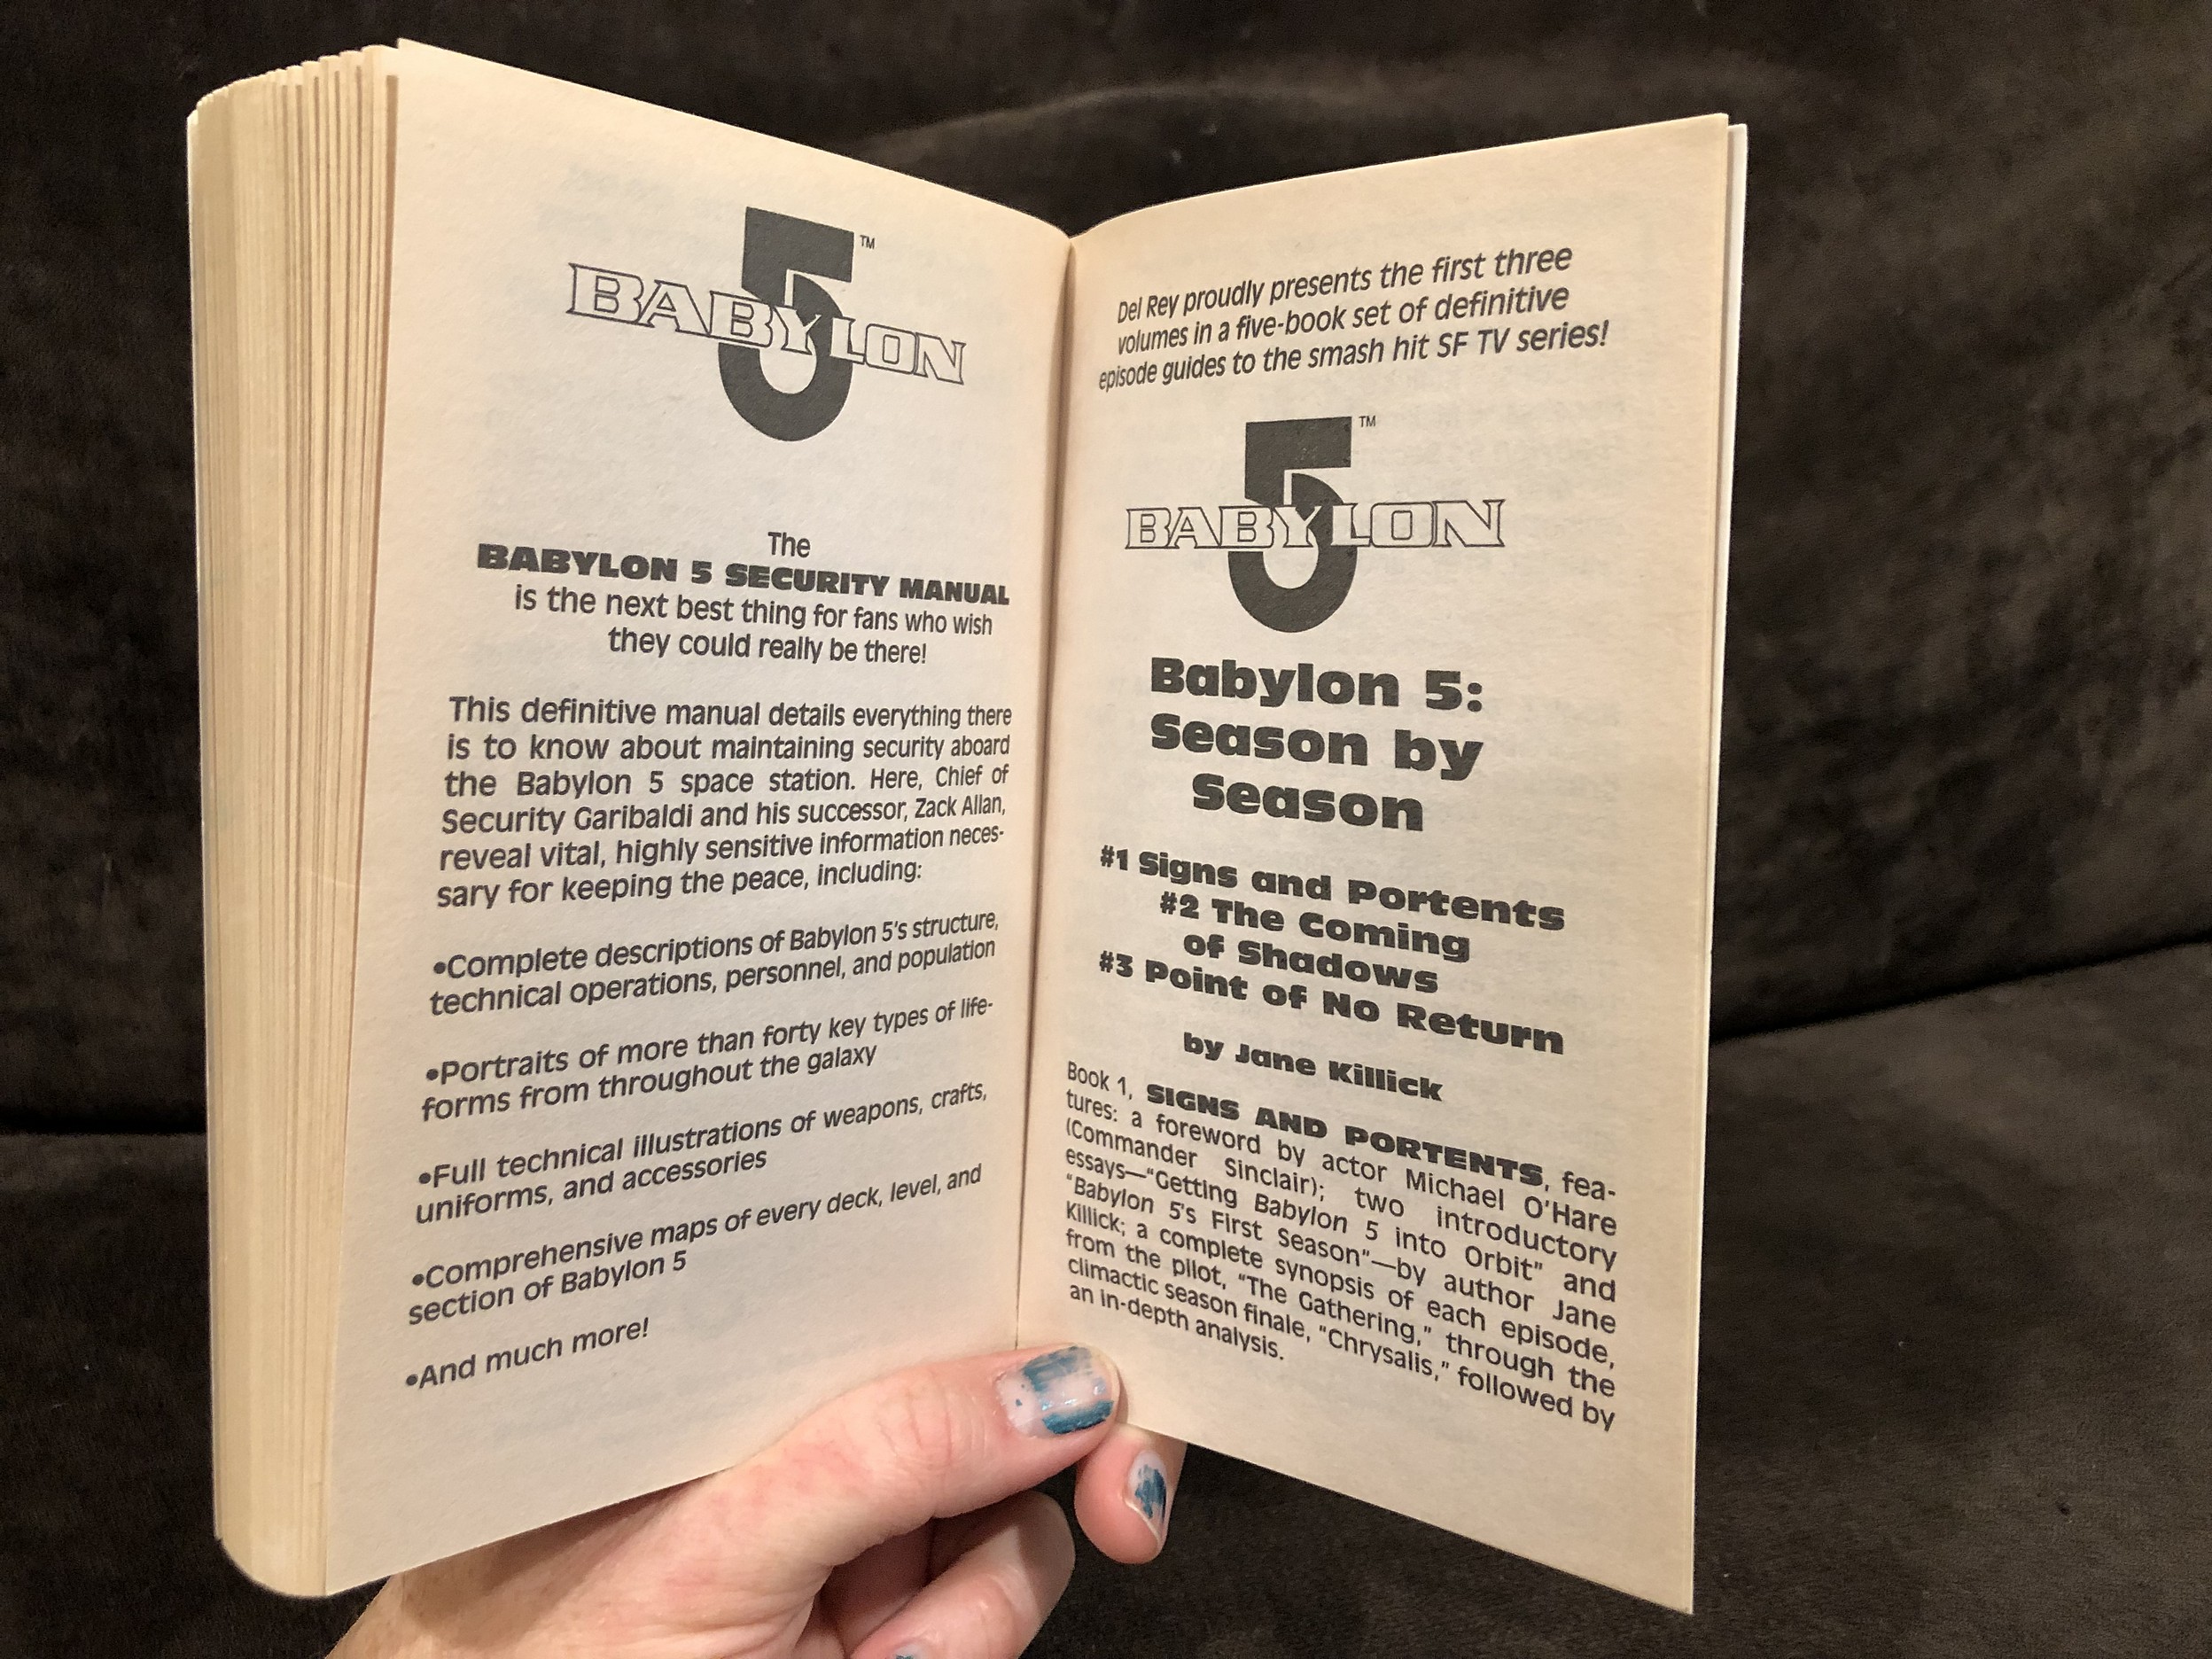 5™
BABYLON
The
BABYLON 5 SECURITY MANUAL
is the next best thing for fans who wish
they could really be there!
This definitive manual details everything there
is to know about maintaining security aboard
the Babylon 5 space station. Here, Chief of
Security Garibaldi and his successor, Zack Allan,
reveal vital, highly sensitive information neces-
sary for keeping the peace, including:
•Complete descriptions of Babylon 5's structure,
technical operations, personnel, and population
•Portraits of more than forty key types of life-
forms from throughout the galaxy
•Full technical illustrations of weapons, crafts,
uniforms, and accessories
•Comprehensive maps of every deck, level, and
section of Babylon 5
•And much more!
Del Rey proudly presents the first three
volumes in a five-book set of definitive
episode guides to the smash hit SF TV series!
5™
BABYLON
Babylon 5:
Season by
Season
#1 Signs and Portents
#2 The Coming
of Shadows
#3 Point of No Return
by Jane Killick
Book 1, SIGNS AND PORTENTS, fea-
tures: a foreword by actor Michael O'Hare
(Commander Sinclair); two introductory
essays—"Getting Babylon 5 into Orbit" and
"Babylon 5's First Season"—by author Jane
Killick; a complete synopsis of each episode,
from the pilot, "The Gathering," through the
climactic season finale, "Chrysalis," followed by
an in-depth analysis.